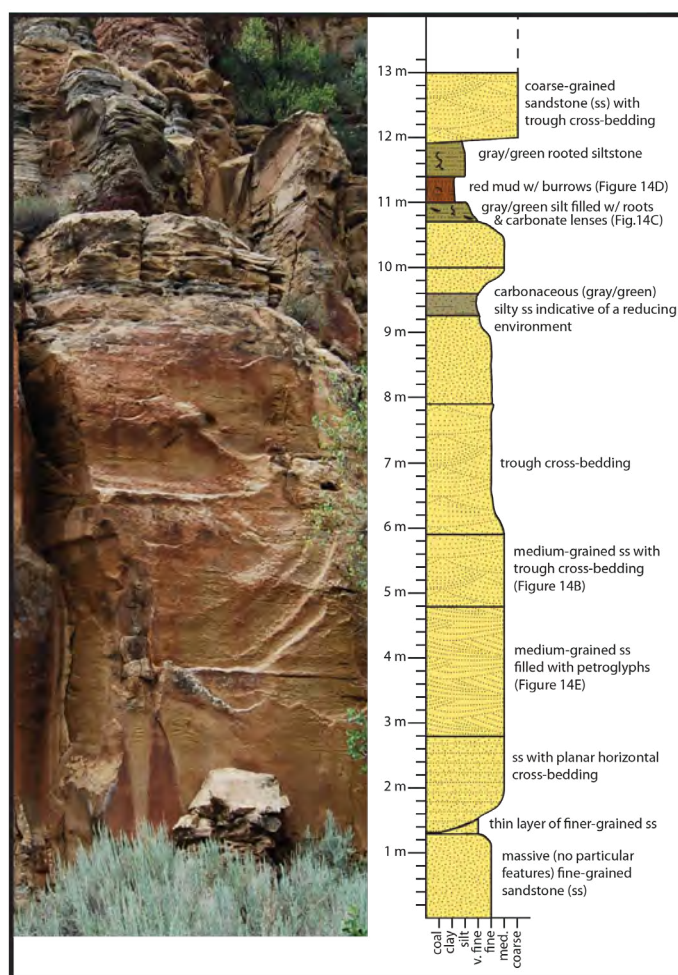 13 m
coarse-grained
sandstone (ss) with
trough cross-bedding
12 m
gray/green rooted siltstone
red mud w/ burrows (Figure 14D)
11 m
gray/green silt filled w/ roots
& carbonate lenses (Fig.14C)
10 m
carbonaceous (gray/green)
silty ss indicative of a reducing
environment
9 m
8 m
7 m
trough cross-bedding
6 m
medium-grained ss with
trough cross-bedding
(Figure 14B)
5 m
medium-grained ss
filled with petroglyphs
(Figure 14E)
4 m
3 m
ss with planar horizontal
cross-bedding
2 m
thin layer of finer-grained ss
1 m
massive (no particular
features) fine-grained
sandstone (ss)
coal
clay
silt
v. fine
fine
med.
coarse